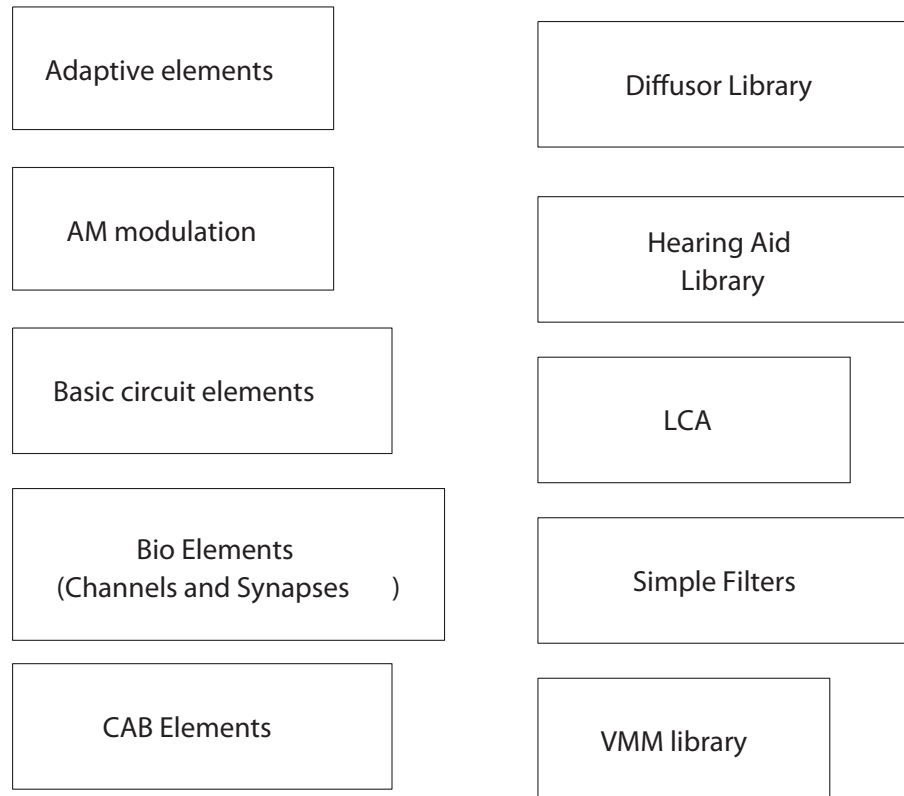 Adaptive elements
AM modulation
Basic circuit elements
Bio Elements
(Channels and Synapses )
CAB Elements
Diffusor Library
Hearing Aid
Library
LCA
Simple Filters
VMM library